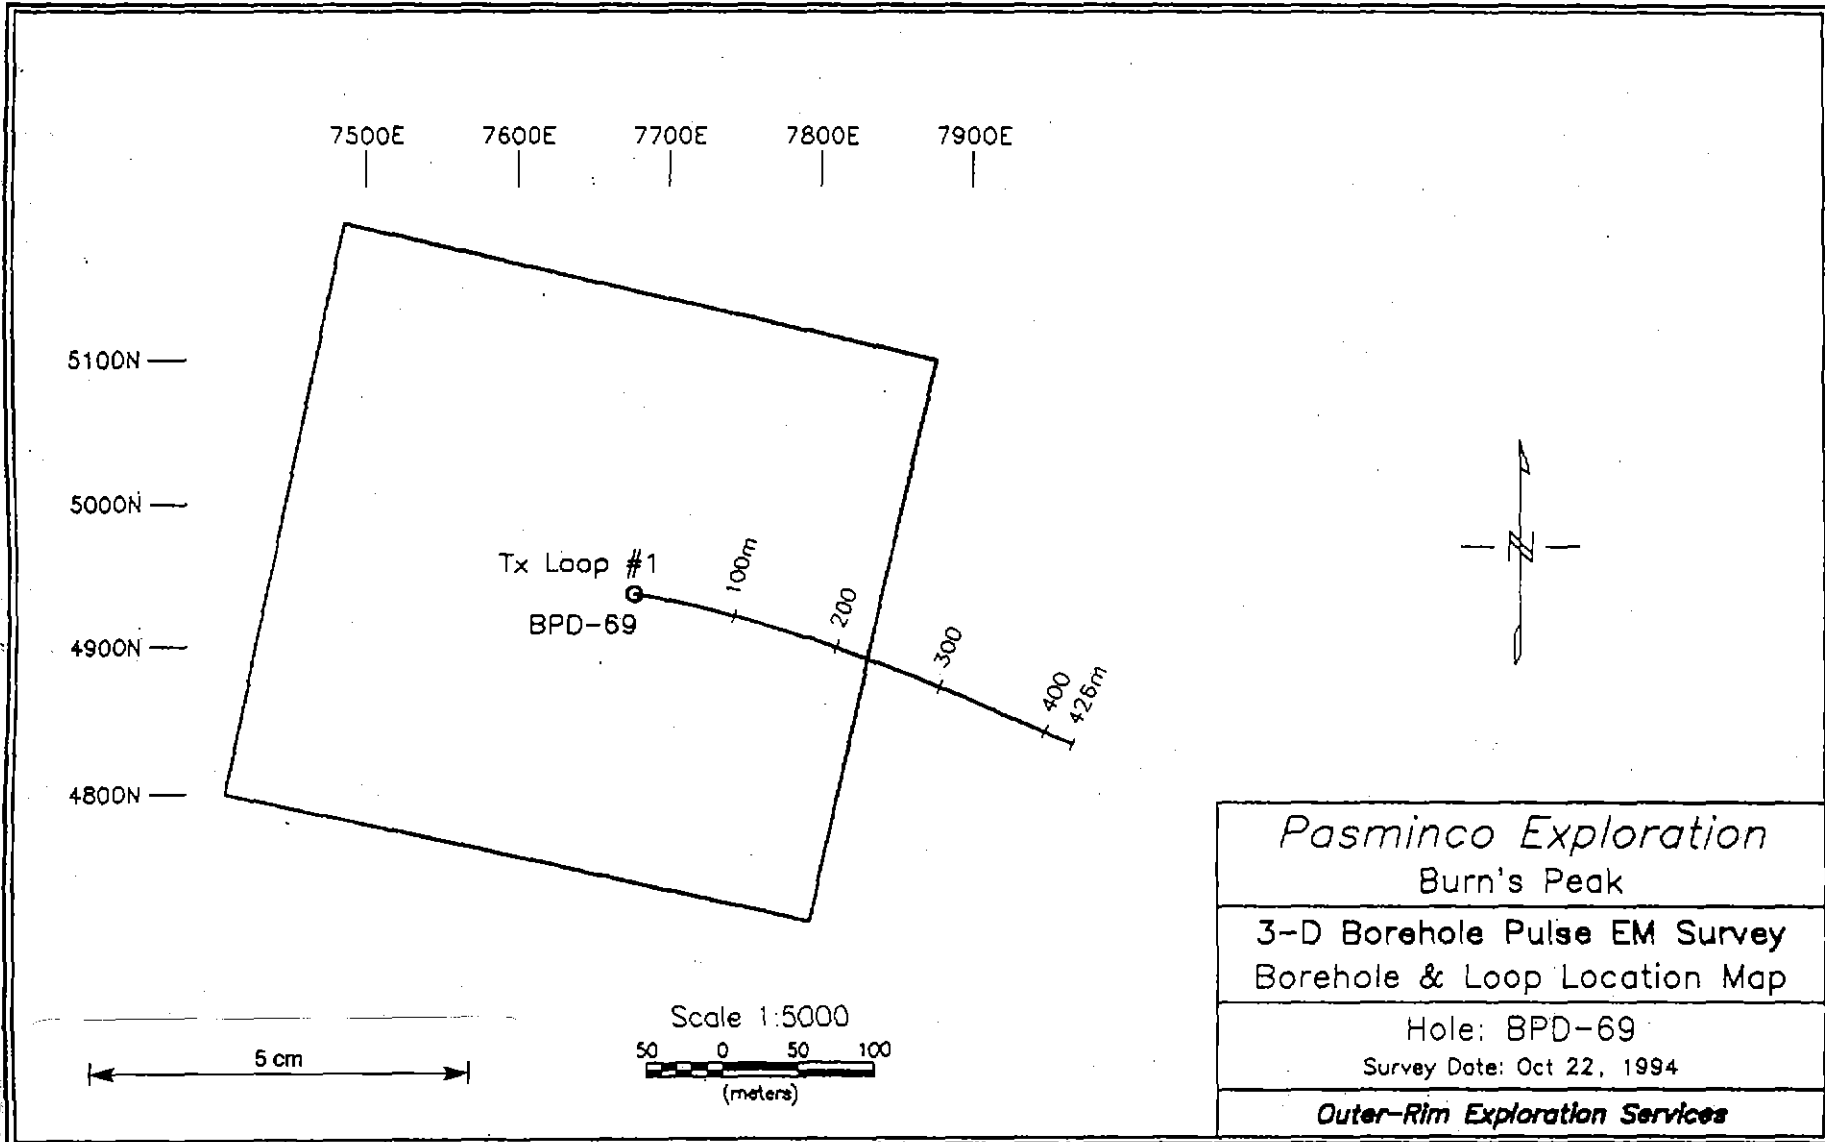 7500E 7600E 7700E 7800E 7900E
5100N
5000N
4900N
4800N
Tx Loop #1
BPD-69
100m
200
300
400
426m
N
Pasminco Exploration
Burn's Peak
3-D Borehole Pulse EM Survey
Borehole & Loop Location Map
Hole: BPD-69
Survey Date: Oct 22, 1994
Outer-Rim Exploration Services
Scale 1:5000
50 0 50 100
(meters)
5 cm